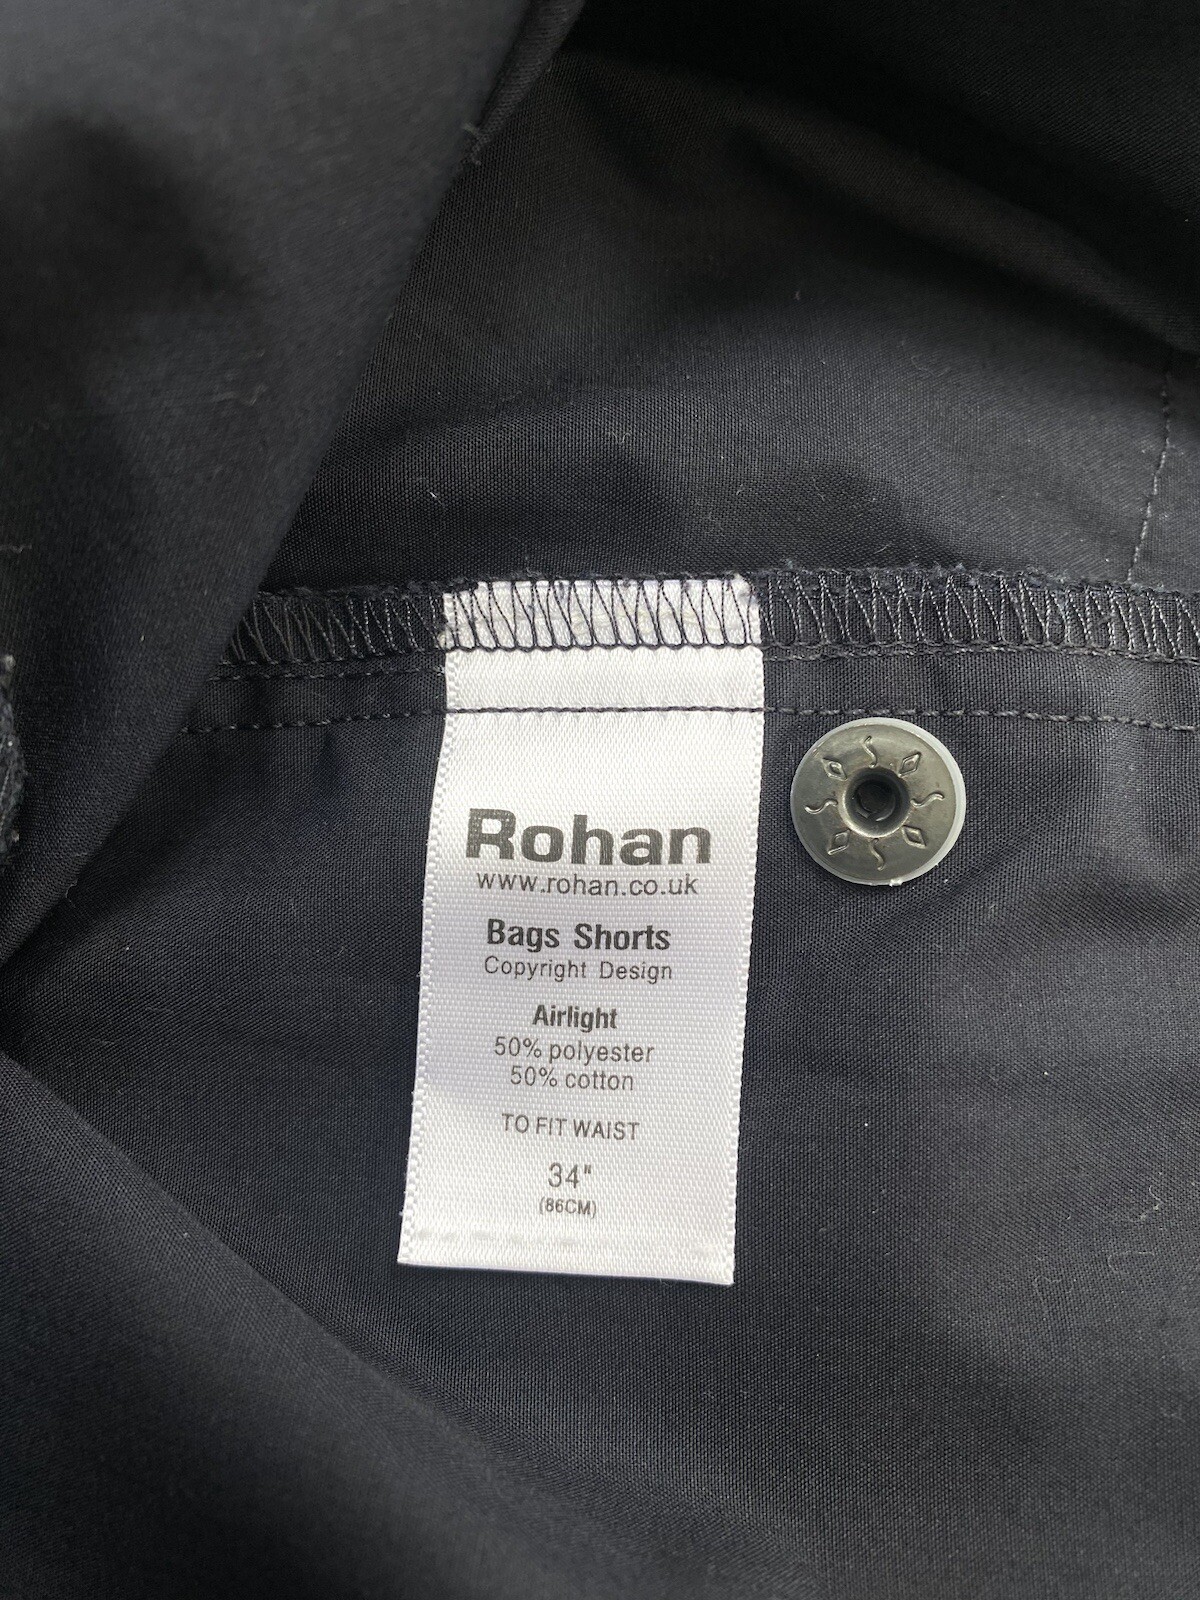 Rohan
www.rohan.co.uk
Bags Shorts
Copyright Design
Airlight
50% polyester
50% cotton
TO FIT WAIST
34"
(86CM)